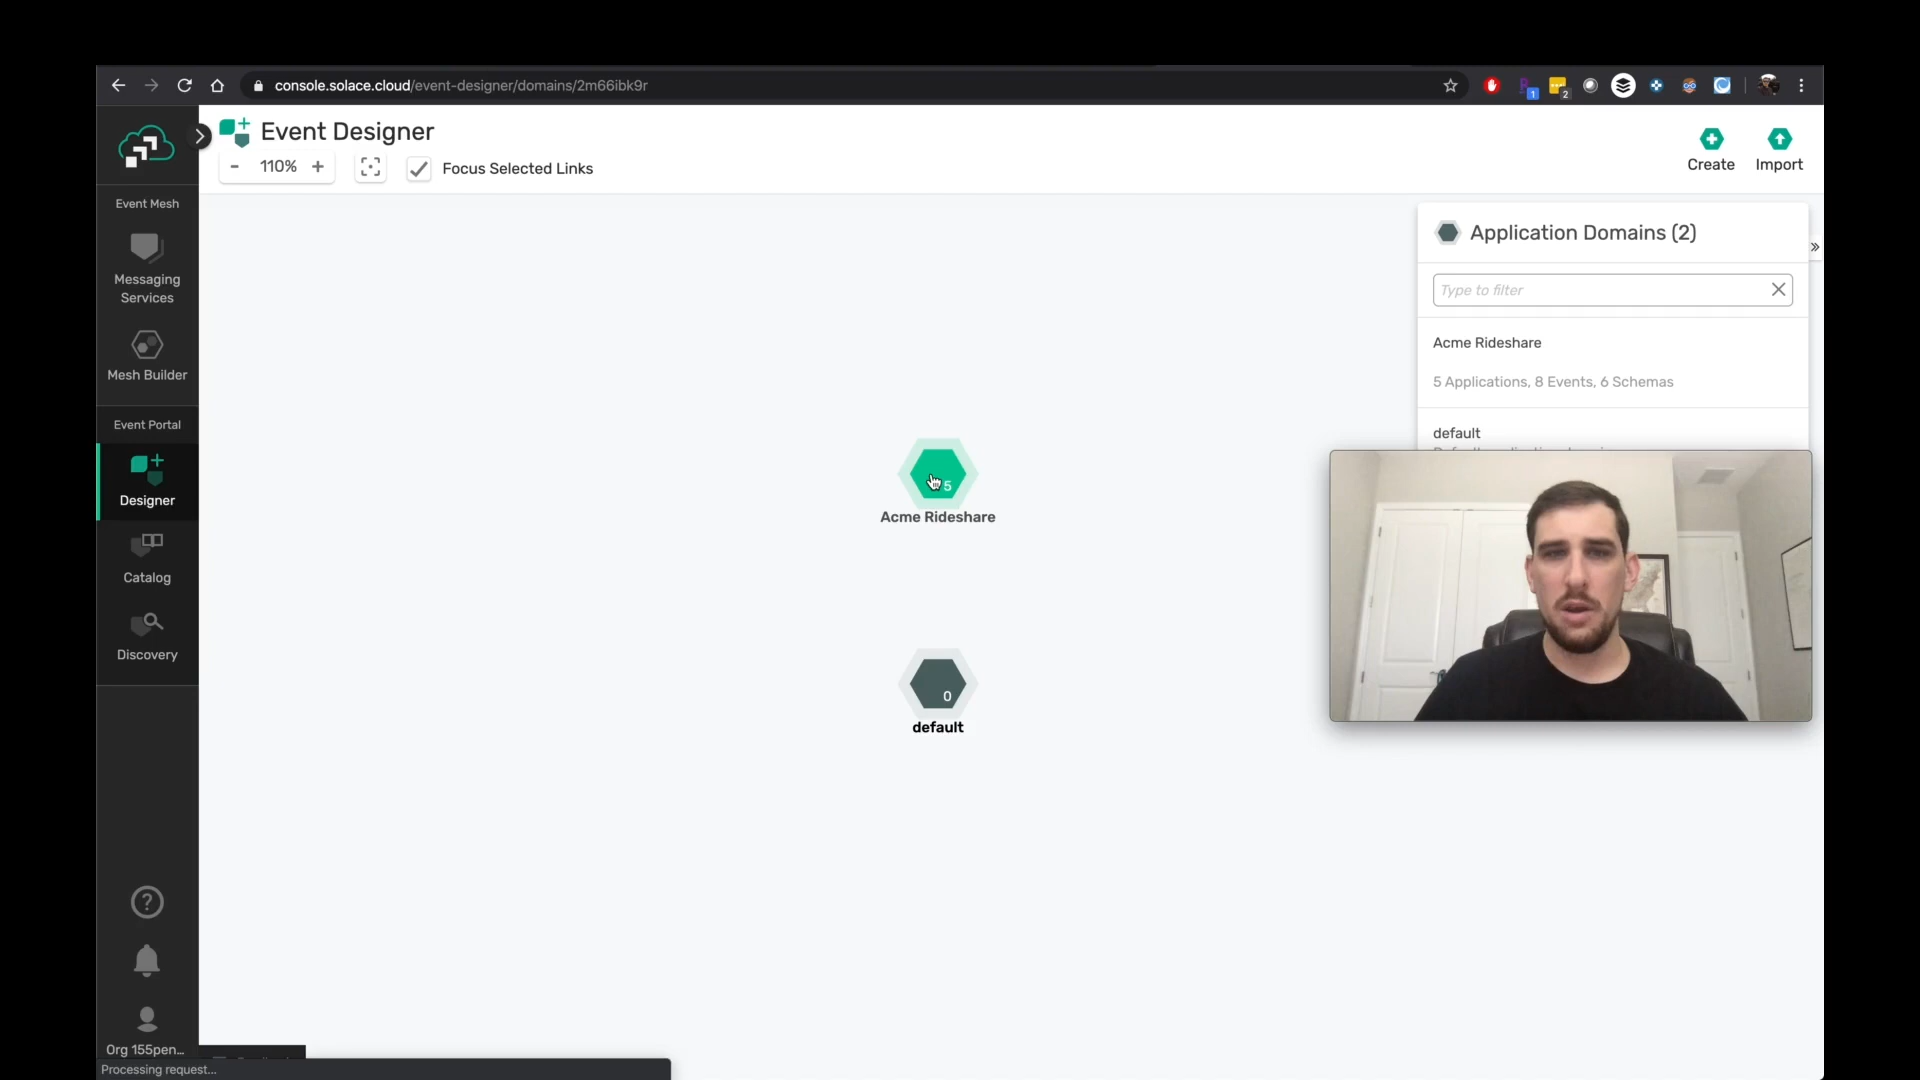 console.solace.cloud/event-designer/domains/2m66ibk9r
1
2
Event Designer
- 110% +
Focus Selected Links
Create
Import
Event Mesh
Messaging
Services
Mesh Builder
Event Portal
Designer
Catalog
Discovery
Org 155pen...
Processing request...
5
Acme Rideshare
0
default
Application Domains (2)
Type to filter
Acme Rideshare
5 Applications, 8 Events, 6 Schemas
default